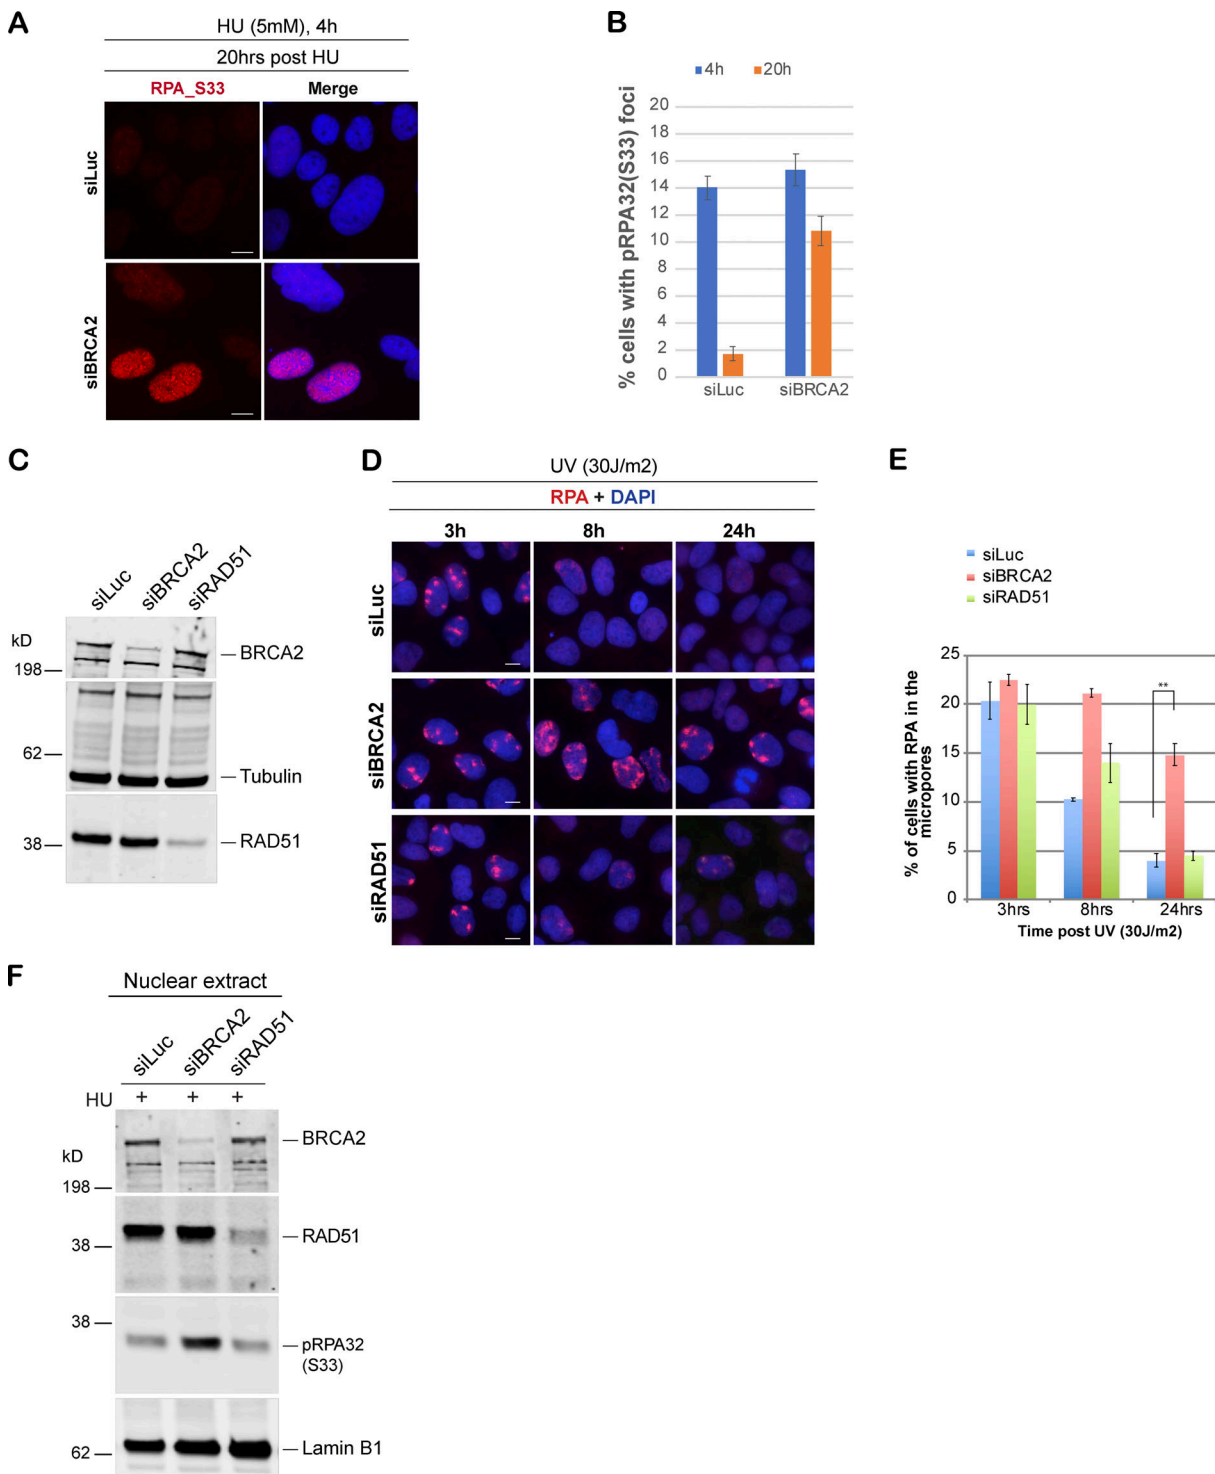 A
HU (5mM), 4h
20hrs post HU
RPA_S33 Merge
siLuc
siBRCA2
B
4h 20h
% cells with pRPA32(S33) foci
20
18
16
14
12
10
8
6
4
2
0
siLuc siBRCA2
C
siLuc siBRCA2 siRAD51
kD
198
BRCA2
62
Tubulin
38
RAD51
D
UV (30J/m2)
RPA + DAPI
3h 8h 24h
siLuc
siBRCA2
siRAD51
E
siLuc
siBRCA2
siRAD51
% of cells with RPA in the
micropores
25
20
15
10
5
0
**
3hrs 8hrs 24hrs
Time post UV (30J/m2)
F
Nuclear extract
siLuc siBRCA2 siRAD51
HU + + +
BRCA2
kD
198
RAD51
38
38
pRPA32
(S33)
Lamin B1
62